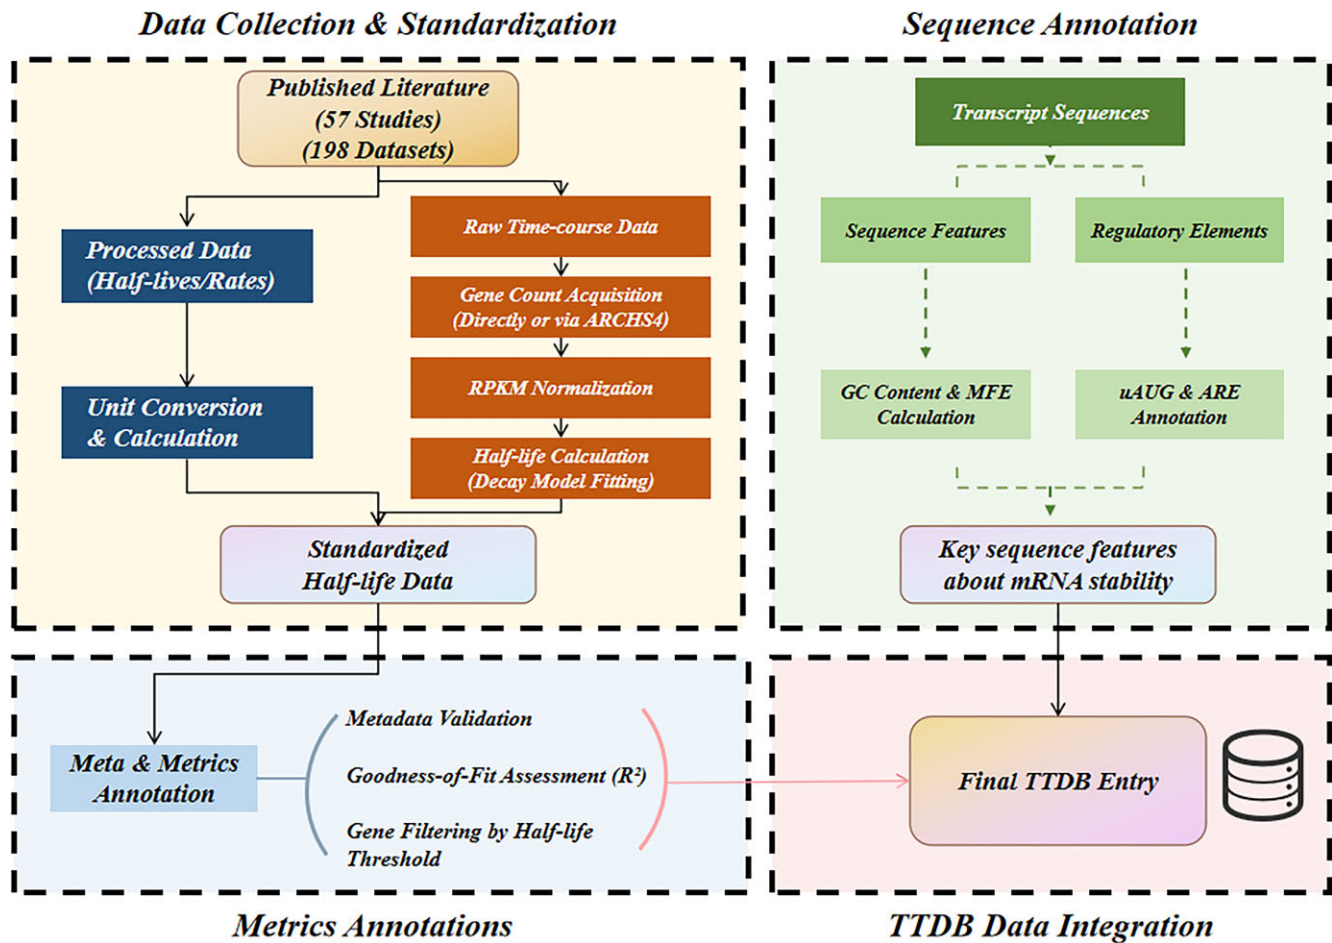 Data Collection & Standardization
Published Literature
(57 Studies)
(198 Datasets)
Processed Data
(Half-lives/Rates)
Unit Conversion
& Calculation
Raw Time-course Data
Gene Count Acquisition
(Directly or via ARCHS4)
RPKM Normalization
Half-life Calculation
(Decay Model Fitting)
Standardized
Half-life Data
Sequence Annotation
Transcript Sequences
Sequence Features
Regulatory Elements
GC Content & MFE
Calculation
uAUG & ARE
Annotation
Key sequence features
about mRNA stability
Meta & Metrics
Annotation
Metadata Validation
Goodness-of-Fit Assessment (R²)
Gene Filtering by Half-life
Threshold
Metrics Annotations
Final TTDB Entry
TTDB Data Integration